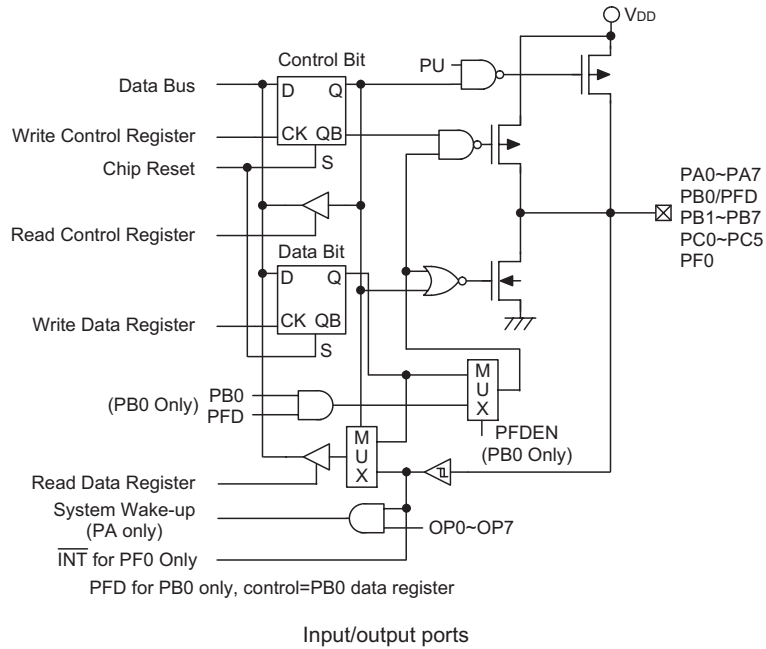 VDD
Control Bit
PU
Data Bus
D Q
Write Control Register
CK QB
Chip Reset
S
PA0~PA7
PB0/PFD
PB1~PB7
PC0~PC5
PF0
Read Control Register
Data Bit
D Q
Write Data Register
CK QB
S
M
U
X
(PB0 Only)
PB0
PFD
PFDEN
(PB0 Only)
M
U
X
Read Data Register
System Wake-up
(PA only)
OP0~OP7
INT for PF0 Only
PFD for PB0 only, control=PB0 data register
Input/output ports